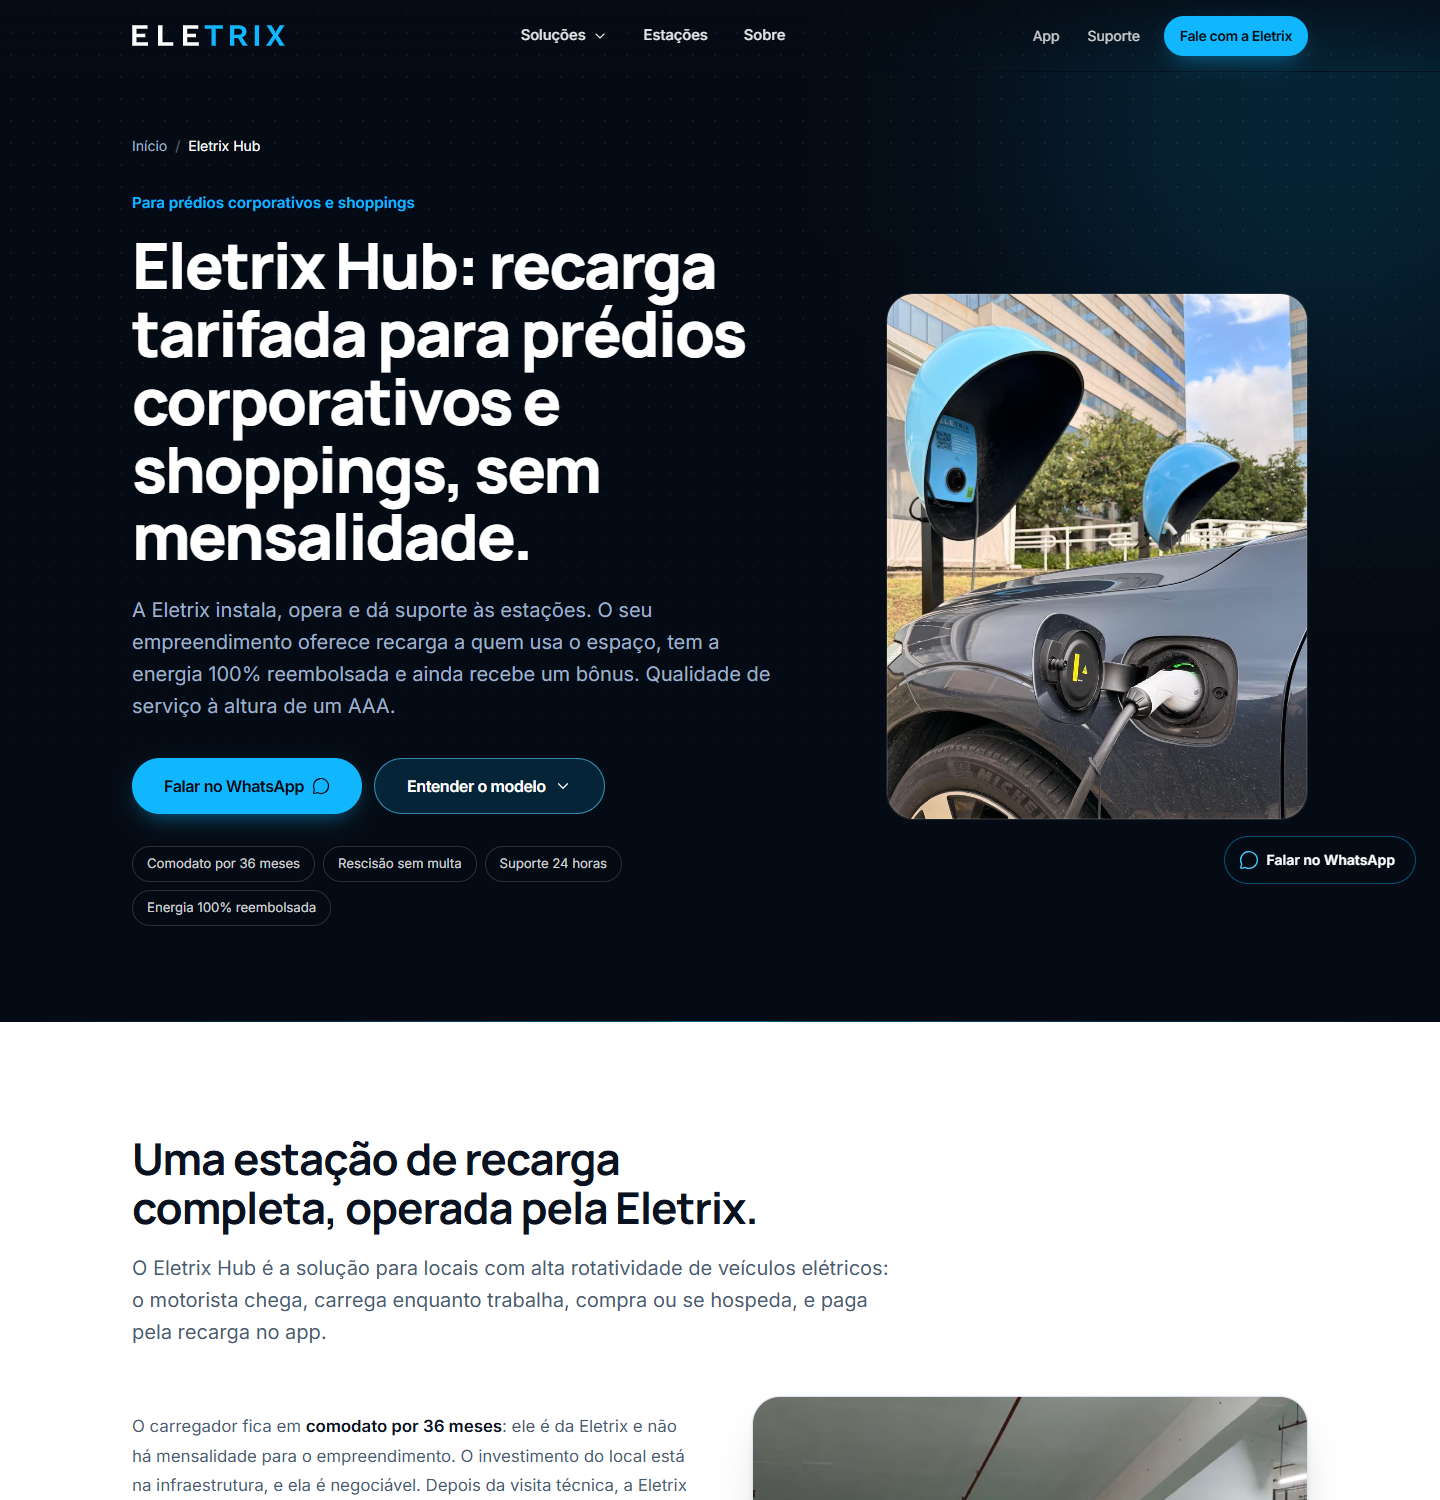 ELETRIX
Soluções
Estações
Sobre
App
Suporte
Fale com a Eletrix
Início / Eletrix Hub
Para prédios corporativos e shoppings
Eletrix Hub: recarga
tarifada para prédios
corporativos e
shoppings, sem
mensalidade.
A Eletrix instala, opera e dá suporte às estações. O seu
empreendimento oferece recarga a quem usa o espaço, tem a
energia 100% reembolsada e ainda recebe um bônus. Qualidade de
serviço à altura de um AAA.
Falar no WhatsApp
Entender o modelo
Comodato por 36 meses
Rescisão sem multa
Suporte 24 horas
Energia 100% reembolsada
ELETRIX
MICHELIN
Falar no WhatsApp
Uma estação de recarga
completa, operada pela Eletrix.
O Eletrix Hub é a solução para locais com alta rotatividade de veículos elétricos:
o motorista chega, carrega enquanto trabalha, compra ou se hospeda, e paga
pela recarga no app.
O carregador fica em comodato por 36 meses: ele é da Eletrix e não
há mensalidade para o empreendimento. O investimento do local está
na infraestrutura, e ela é negociável. Depois da visita técnica, a Eletrix